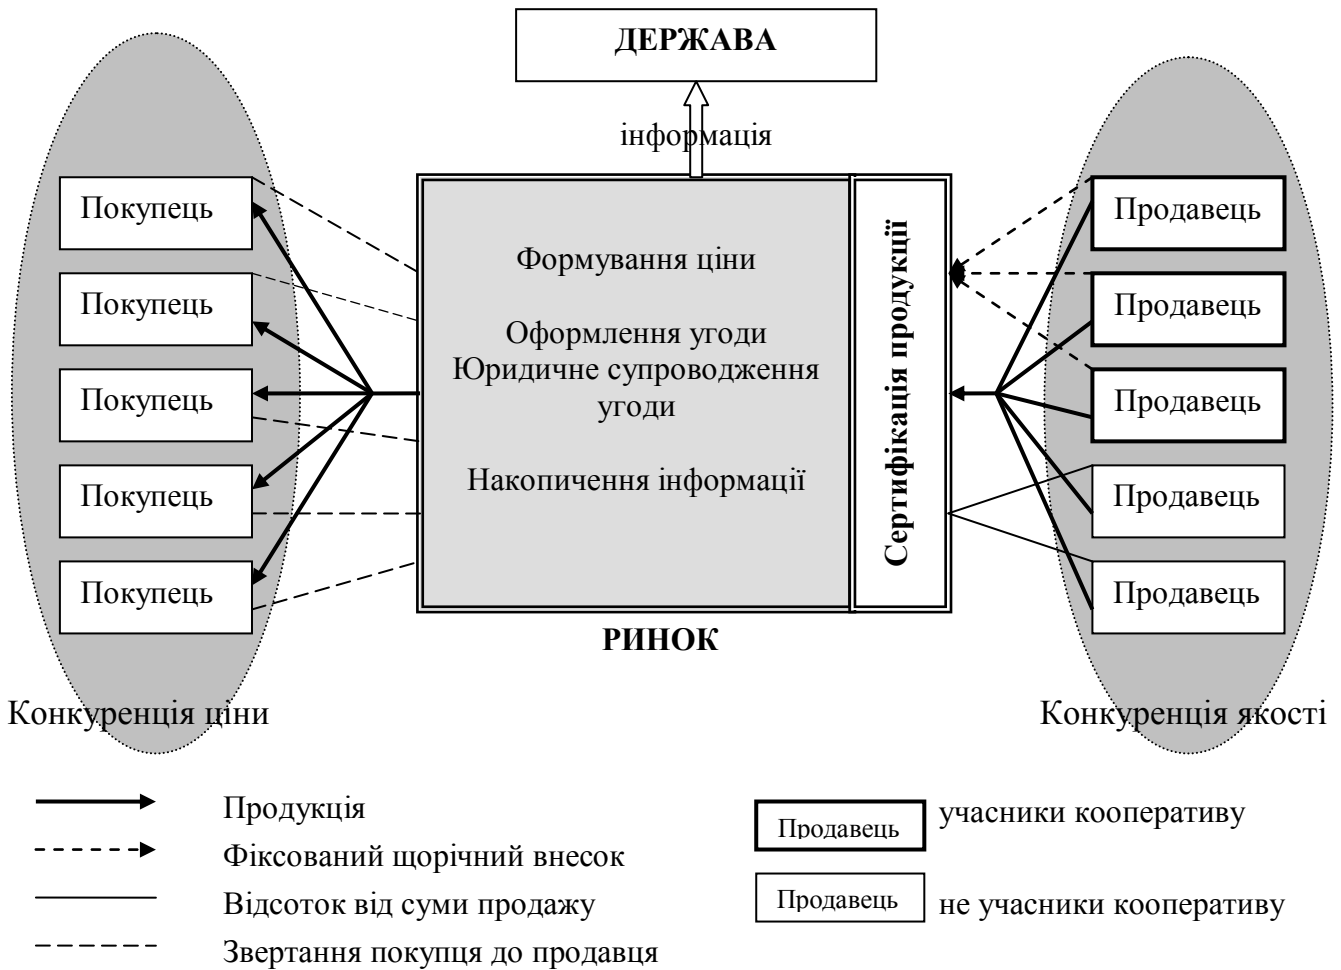 ДЕРЖАВА
інформація
Покупець
Покупець
Покупець
Покупець
Покупець
Формування ціни
Оформлення угоди
Юридичне супроводження
угоди
Накопичення інформації
Сертифікація продукції
Продавець
Продавець
Продавець
Продавець
Продавець
РИНОК
Конкуренція ціни
Конкуренція якості
Продукція
Фіксований щорічний внесок
Відсоток від суми продажу
Звертання покупця до продавця
Продавець
учасники кооперативу
Продавець
не учасники кооперативу